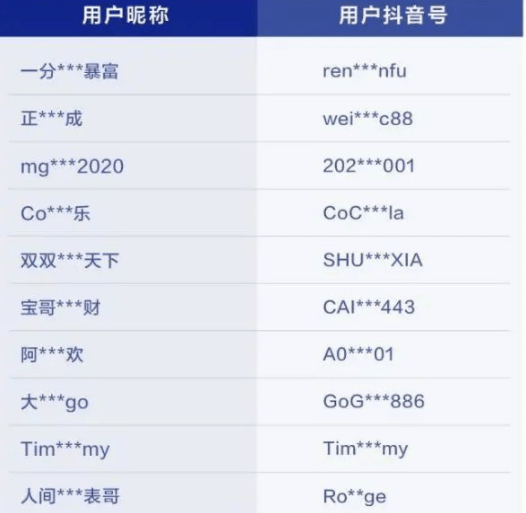 用户昵称 用户抖音号
一分***暴富 ren***nfu
正***成 wei***c88
mg***2020 202***001
Co***乐 CoC***la
双双***天下 SHU***XIA
宝哥***财 CAI***443
阿***欢 A0***01
大***go GoG***886
Tim***my Tim***my
人间***表哥 Ro**ge